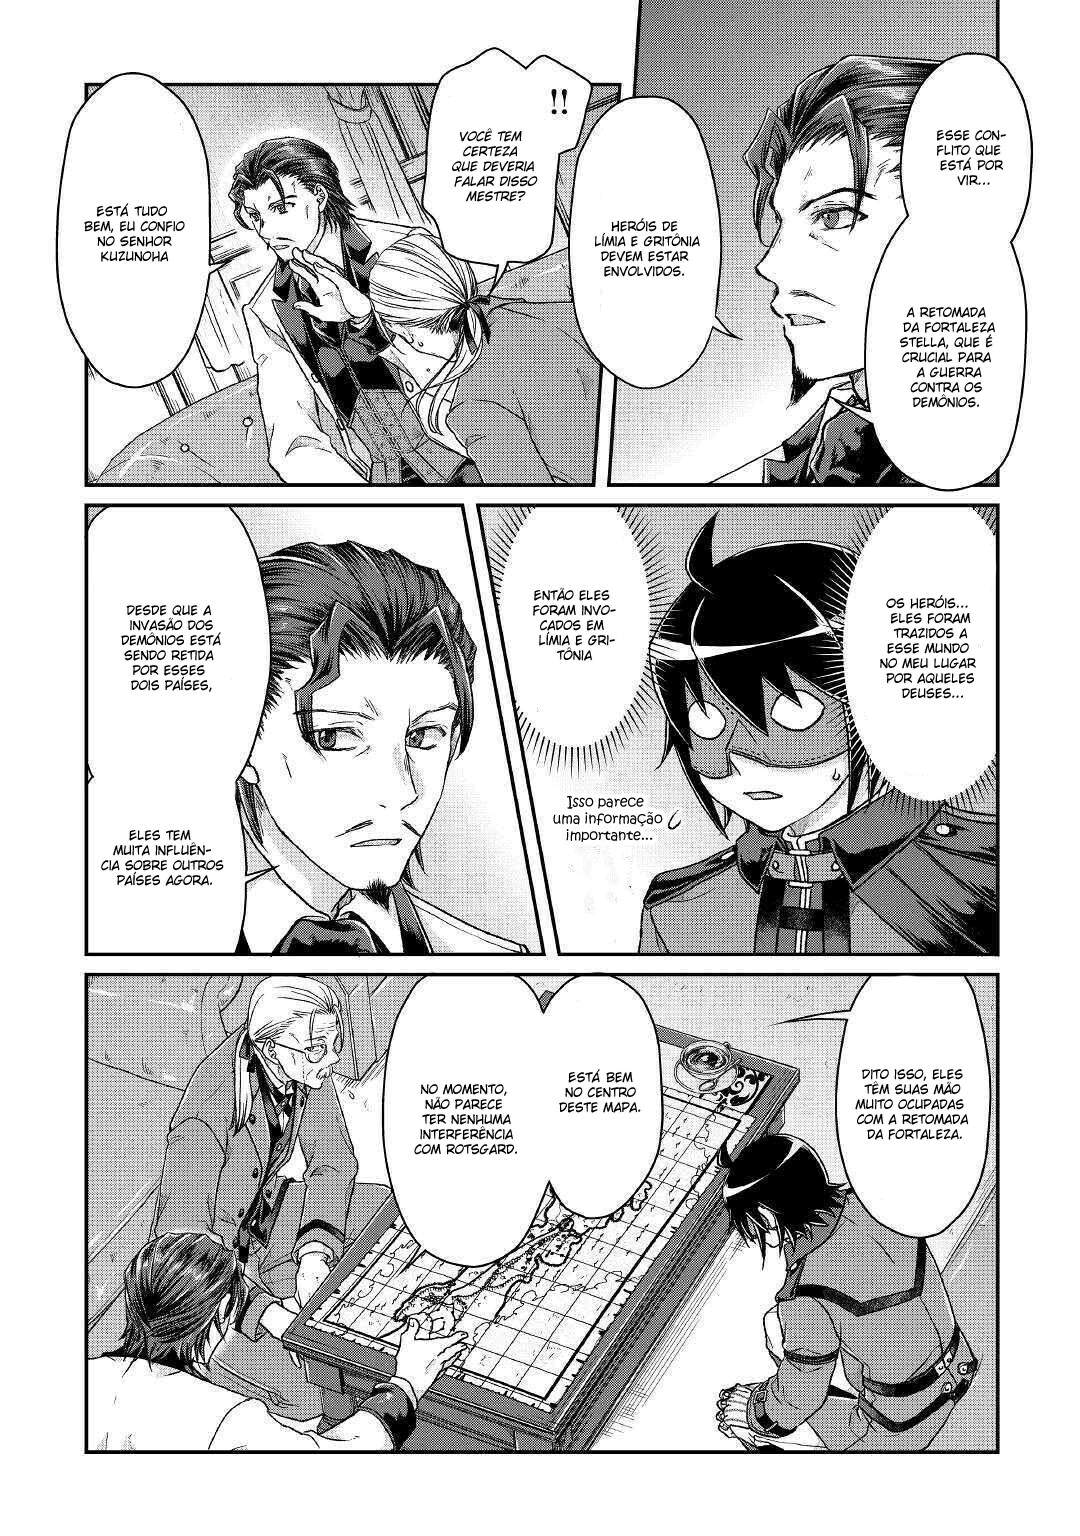 ESSE CON-
FLITO QUE
ESTÁ POR
VIR...
A RETOMADA
DA FORTALEZA
STELLA, QUE É
CRUCIAL PARA
A GUERRA
CONTRA OS
DEMÔNIOS.
HERÓIS DE
LÍMIA E GRITÔNIA
DEVEM ESTAR
ENVOLVIDOS.
!!
VOCÊ TEM
CERTEZA
QUE DEVERIA
FALAR DISSO
MESTRE?
ESTÁ TUDO
BEM, EU CONFIO
NO SENHOR
KUZUNOHA
OS HERÓIS...
ELES FORAM
TRAZIDOS A
ESSE MUNDO
NO MEU LUGAR
POR AQUELES
DEUSES...
ENTÃO ELES
FORAM INVO-
CADOS EM
LÍMIA E GRI-
TÔNIA
Isso parece
uma informação
importante...
DESDE QUE A
INVASÃO DOS
DEMÔNIOS ESTÁ
SENDO RETIDA
POR ESSES
DOIS PAÍSES,
ELES TEM
MUITA INFLUÊN-
CIA SOBRE OUTROS
PAÍSES AGORA.
DITO ISSO, ELES
TÊM SUAS MÃO
MUITO OCUPADAS
COM A RETOMADA
DA FORTALEZA.
ESTÁ BEM
NO CENTRO
DESTE MAPA.
NO MOMENTO,
NÃO PARECE
TER NENHUMA
INTERFERÊNCIA
COM ROTSGARD.